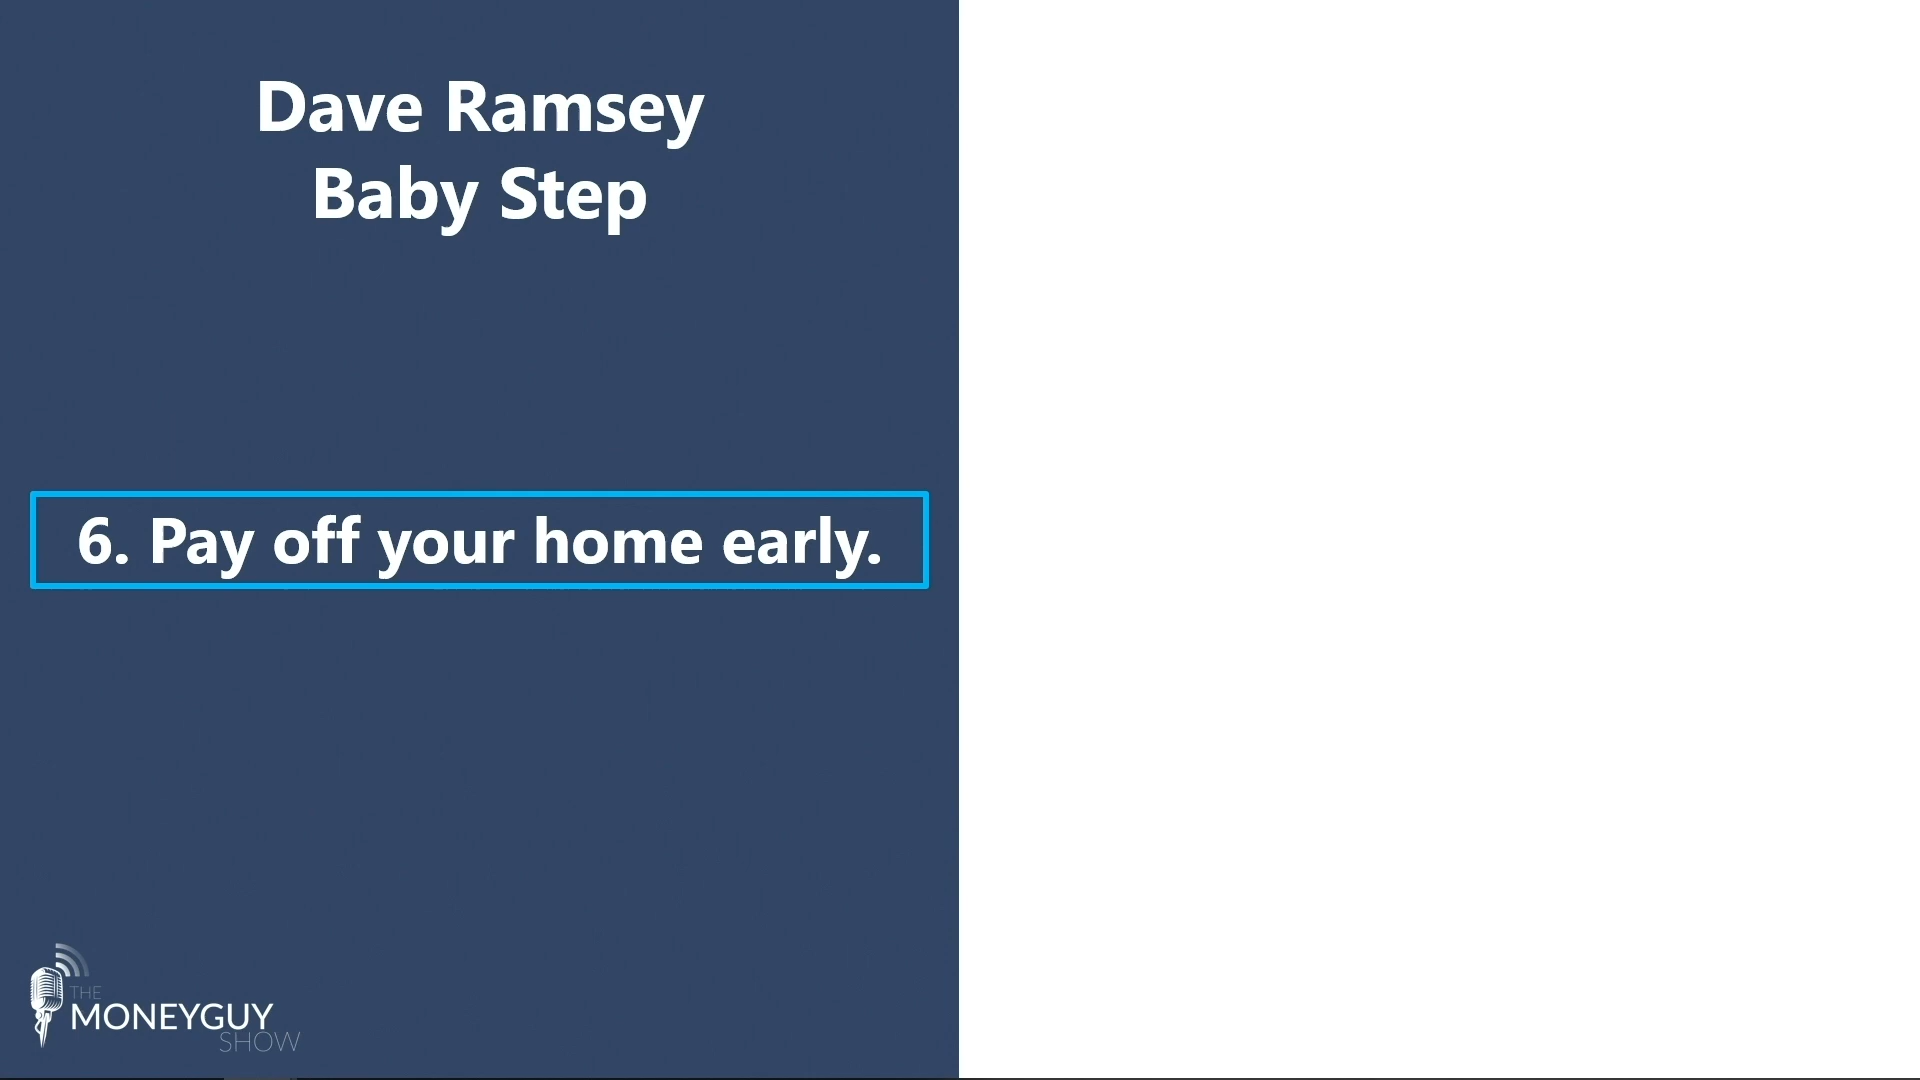 Dave Ramsey
Baby Step
6. Pay off your home early.
THE
MONEYGUY
SHOW